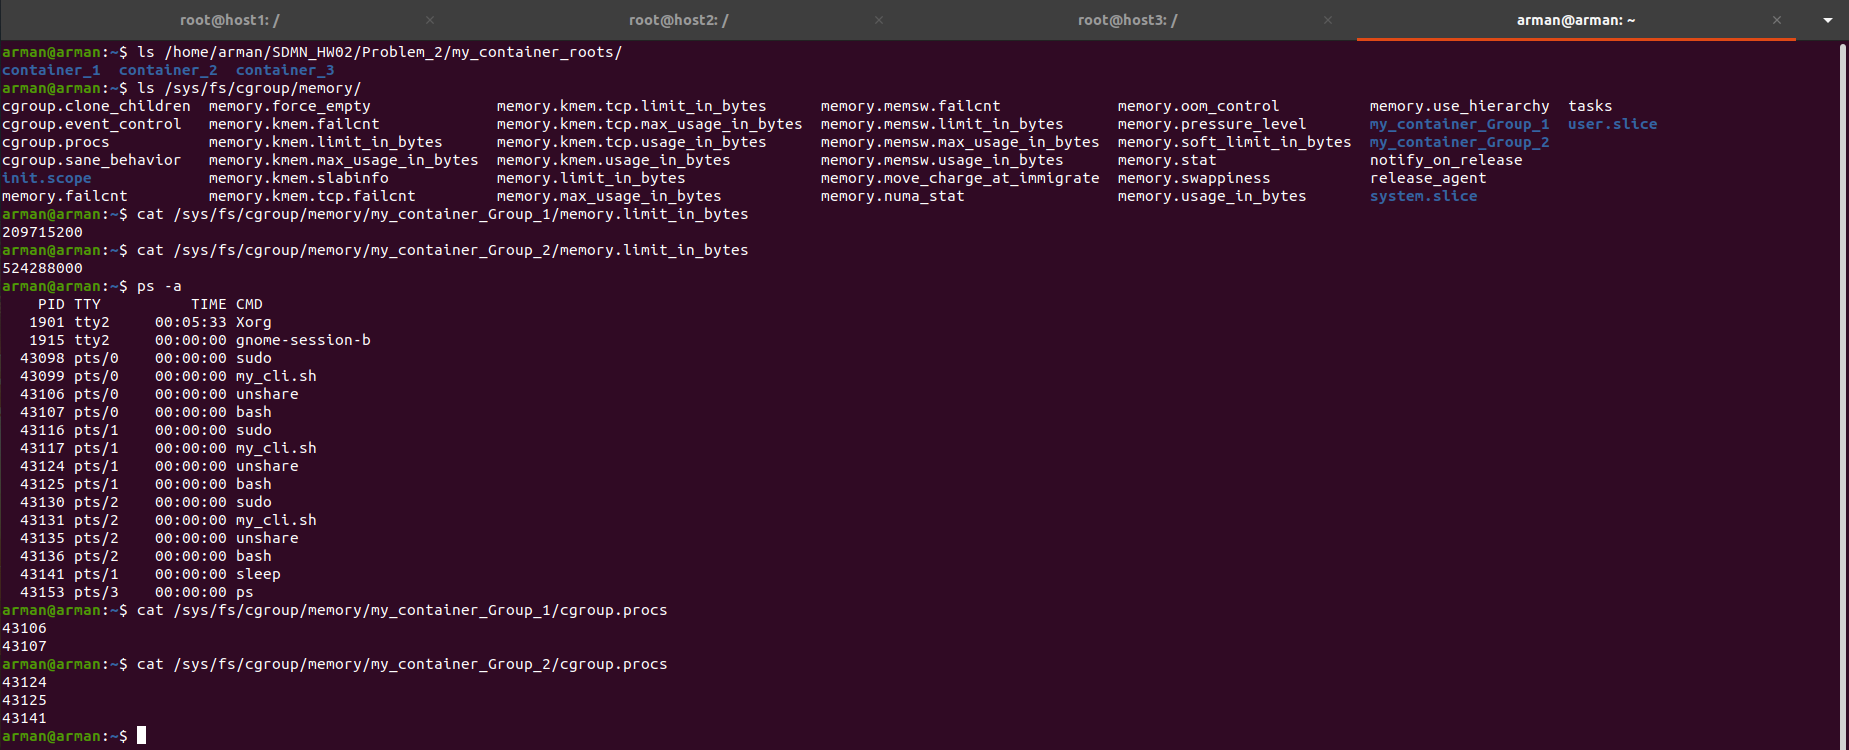 root@host1: / × root@host2: / × root@host3: / × arman@arman: ~ ×
arman@arman:~$ ls /home/arman/SDMN_HW02/Problem_2/my_container_roots/
container_1  container_2  container_3
arman@arman:~$ ls /sys/fs/cgroup/memory/
cgroup.clone_children  memory.force_empty              memory.kmem.tcp.limit_in_bytes      memory.memsw.failcnt             memory.oom_control          memory.use_hierarchy  tasks
cgroup.event_control   memory.kmem.failcnt             memory.kmem.tcp.max_usage_in_bytes  memory.memsw.limit_in_bytes      memory.pressure_level       my_container_Group_1  user.slice
cgroup.procs           memory.kmem.limit_in_bytes      memory.kmem.tcp.usage_in_bytes      memory.memsw.max_usage_in_bytes  memory.soft_limit_in_bytes  my_container_Group_2
cgroup.sane_behavior   memory.kmem.max_usage_in_bytes  memory.kmem.usage_in_bytes          memory.memsw.usage_in_bytes      memory.stat                 notify_on_release
init.scope             memory.kmem.slabinfo            memory.limit_in_bytes               memory.move_charge_at_immigrate  memory.swappiness           release_agent
memory.failcnt         memory.kmem.tcp.failcnt         memory.max_usage_in_bytes           memory.numa_stat                 memory.usage_in_bytes       system.slice
arman@arman:~$ cat /sys/fs/cgroup/memory/my_container_Group_1/memory.limit_in_bytes
209715200
arman@arman:~$ cat /sys/fs/cgroup/memory/my_container_Group_2/memory.limit_in_bytes
524288000
arman@arman:~$ ps -a
    PID TTY          TIME CMD
   1901 tty2     00:05:33 Xorg
   1915 tty2     00:00:00 gnome-session-b
  43098 pts/0    00:00:00 sudo
  43099 pts/0    00:00:00 my_cli.sh
  43106 pts/0    00:00:00 unshare
  43107 pts/0    00:00:00 bash
  43116 pts/1    00:00:00 sudo
  43117 pts/1    00:00:00 my_cli.sh
  43124 pts/1    00:00:00 unshare
  43125 pts/1    00:00:00 bash
  43130 pts/2    00:00:00 sudo
  43131 pts/2    00:00:00 my_cli.sh
  43135 pts/2    00:00:00 unshare
  43136 pts/2    00:00:00 bash
  43141 pts/1    00:00:00 sleep
  43153 pts/3    00:00:00 ps
arman@arman:~$ cat /sys/fs/cgroup/memory/my_container_Group_1/cgroup.procs
43106
43107
arman@arman:~$ cat /sys/fs/cgroup/memory/my_container_Group_2/cgroup.procs
43124
43125
43141
arman@arman:~$